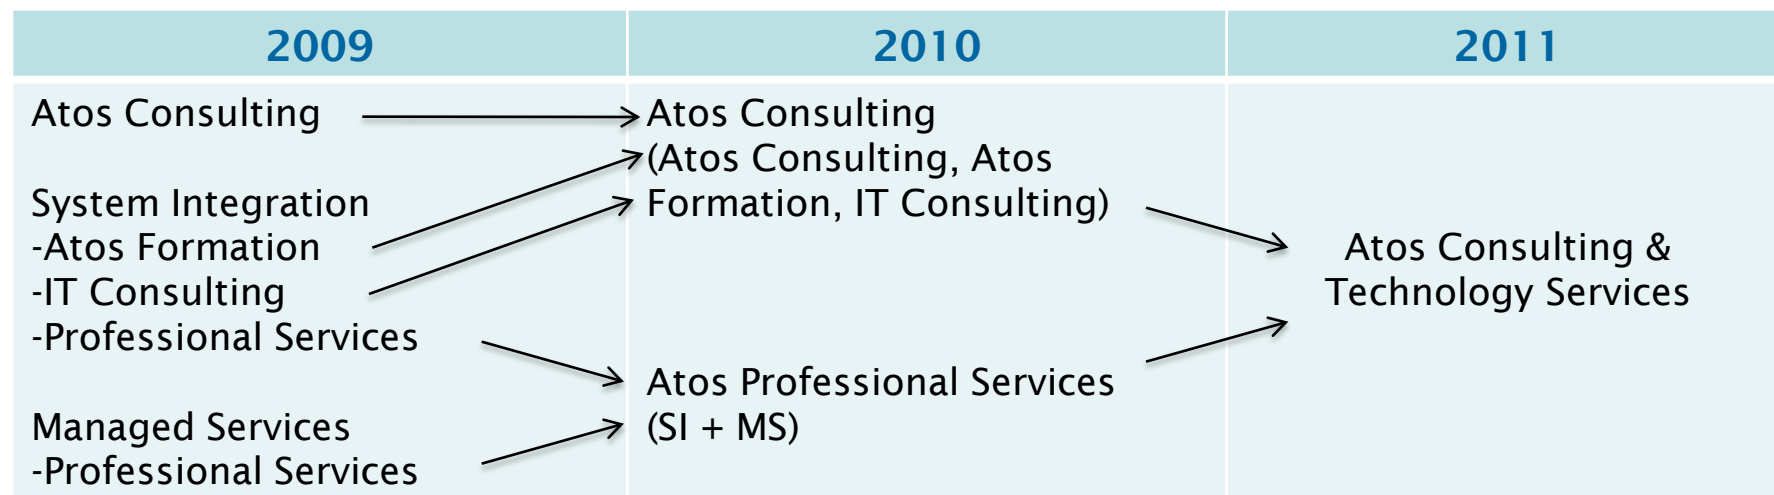 2009
2010
2011
Atos Consulting
System Integration
-Atos Formation
-IT Consulting
-Professional Services
Managed Services
-Professional Services
Atos Consulting
(Atos Consulting, Atos
Formation, IT Consulting)
Atos Professional Services
(SI + MS)
Atos Consulting &
Technology Services